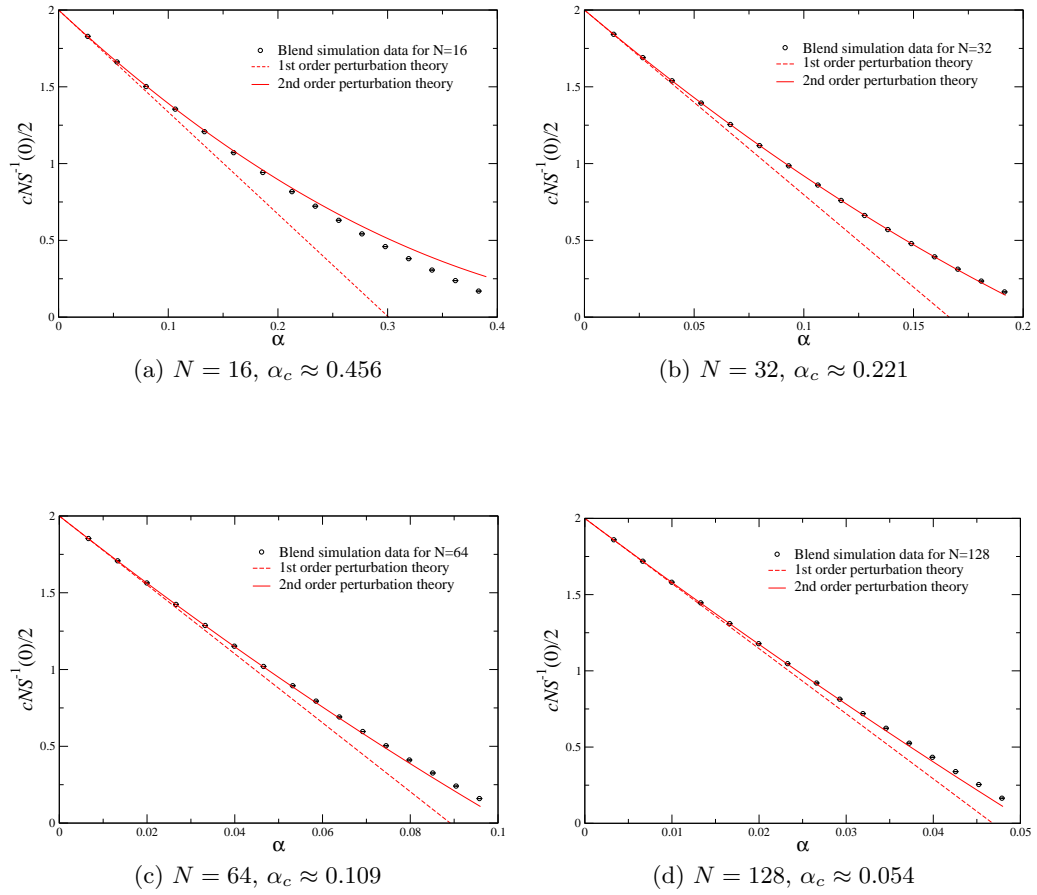 2
1.5
1
0.5
0
cNS⁻¹(0)/2
Blend simulation data for N=16
1st order perturbation theory
2nd order perturbation theory
0 0.1 0.2 0.3 0.4
α
(a) N = 16, α_c ≈ 0.456
2
1.5
1
0.5
0
cNS⁻¹(0)/2
Blend simulation data for N=32
1st order perturbation theory
2nd order perturbation theory
0 0.05 0.1 0.15 0.2
α
(b) N = 32, α_c ≈ 0.221
2
1.5
1
0.5
0
cNS⁻¹(0)/2
Blend simulation data for N=64
1st order perturbation theory
2nd order perturbation theory
0 0.02 0.04 0.06 0.08 0.1
α
(c) N = 64, α_c ≈ 0.109
2
1.5
1
0.5
0
cNS⁻¹(0)/2
Blend simulation data for N=128
1st order perturbation theory
2nd order perturbation theory
0 0.01 0.02 0.03 0.04 0.05
α
(d) N = 128, α_c ≈ 0.054